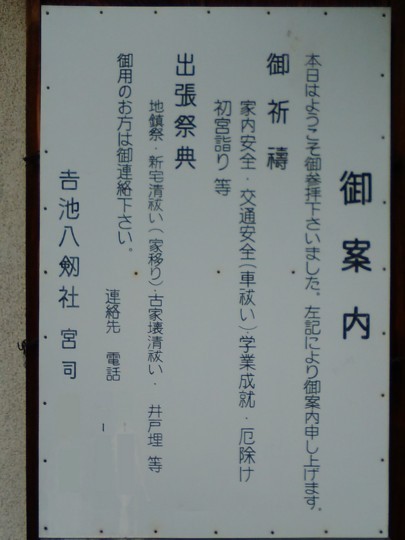 御案内
本日はようこそ御参拝下さいました。左記により御案内申し上げます.
御祈禱
家内安全・交通安全(車祓い)・学業成就・厄除け
初宮詣り等
出張祭典
地鎮祭・新宅清祓い(家移り)・古家壊清祓い・井戸埋等
御用のお方は御連絡下さい。
連絡先 電話
𠮷池八剱社 宮司